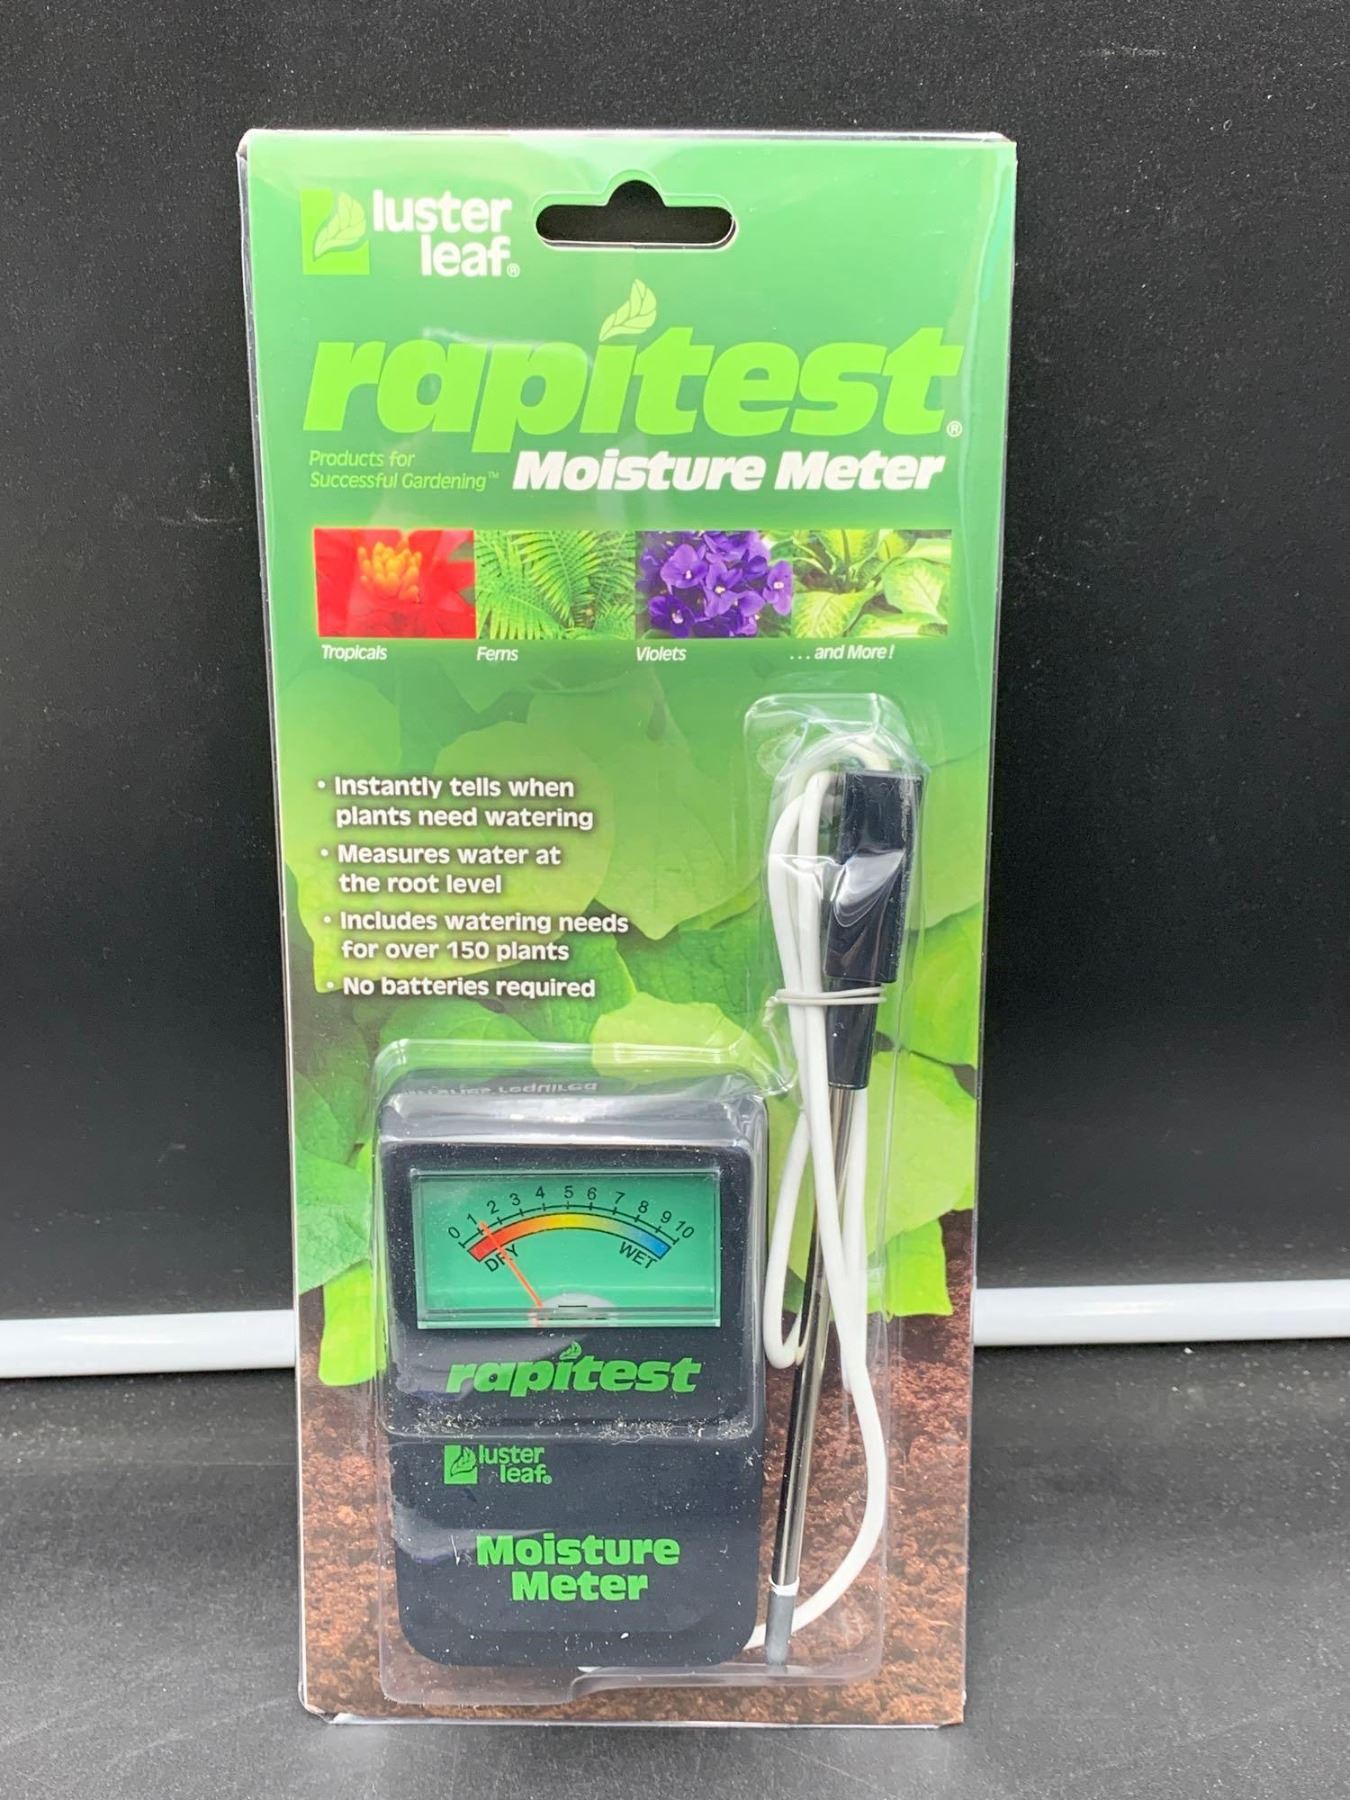 luster
leaf®
rapitest®
Products for
Successful Gardening™
Moisture Meter
Tropicals
Ferns
Violets
. . . and More!
• Instantly tells when
plants need watering
• Measures water at
the root level
• Includes watering needs
for over 150 plants
• No batteries required
0 1 2 3 4 5 6 7 8 9 10
DRY WET
rapitest
luster
leaf®
Moisture
Meter